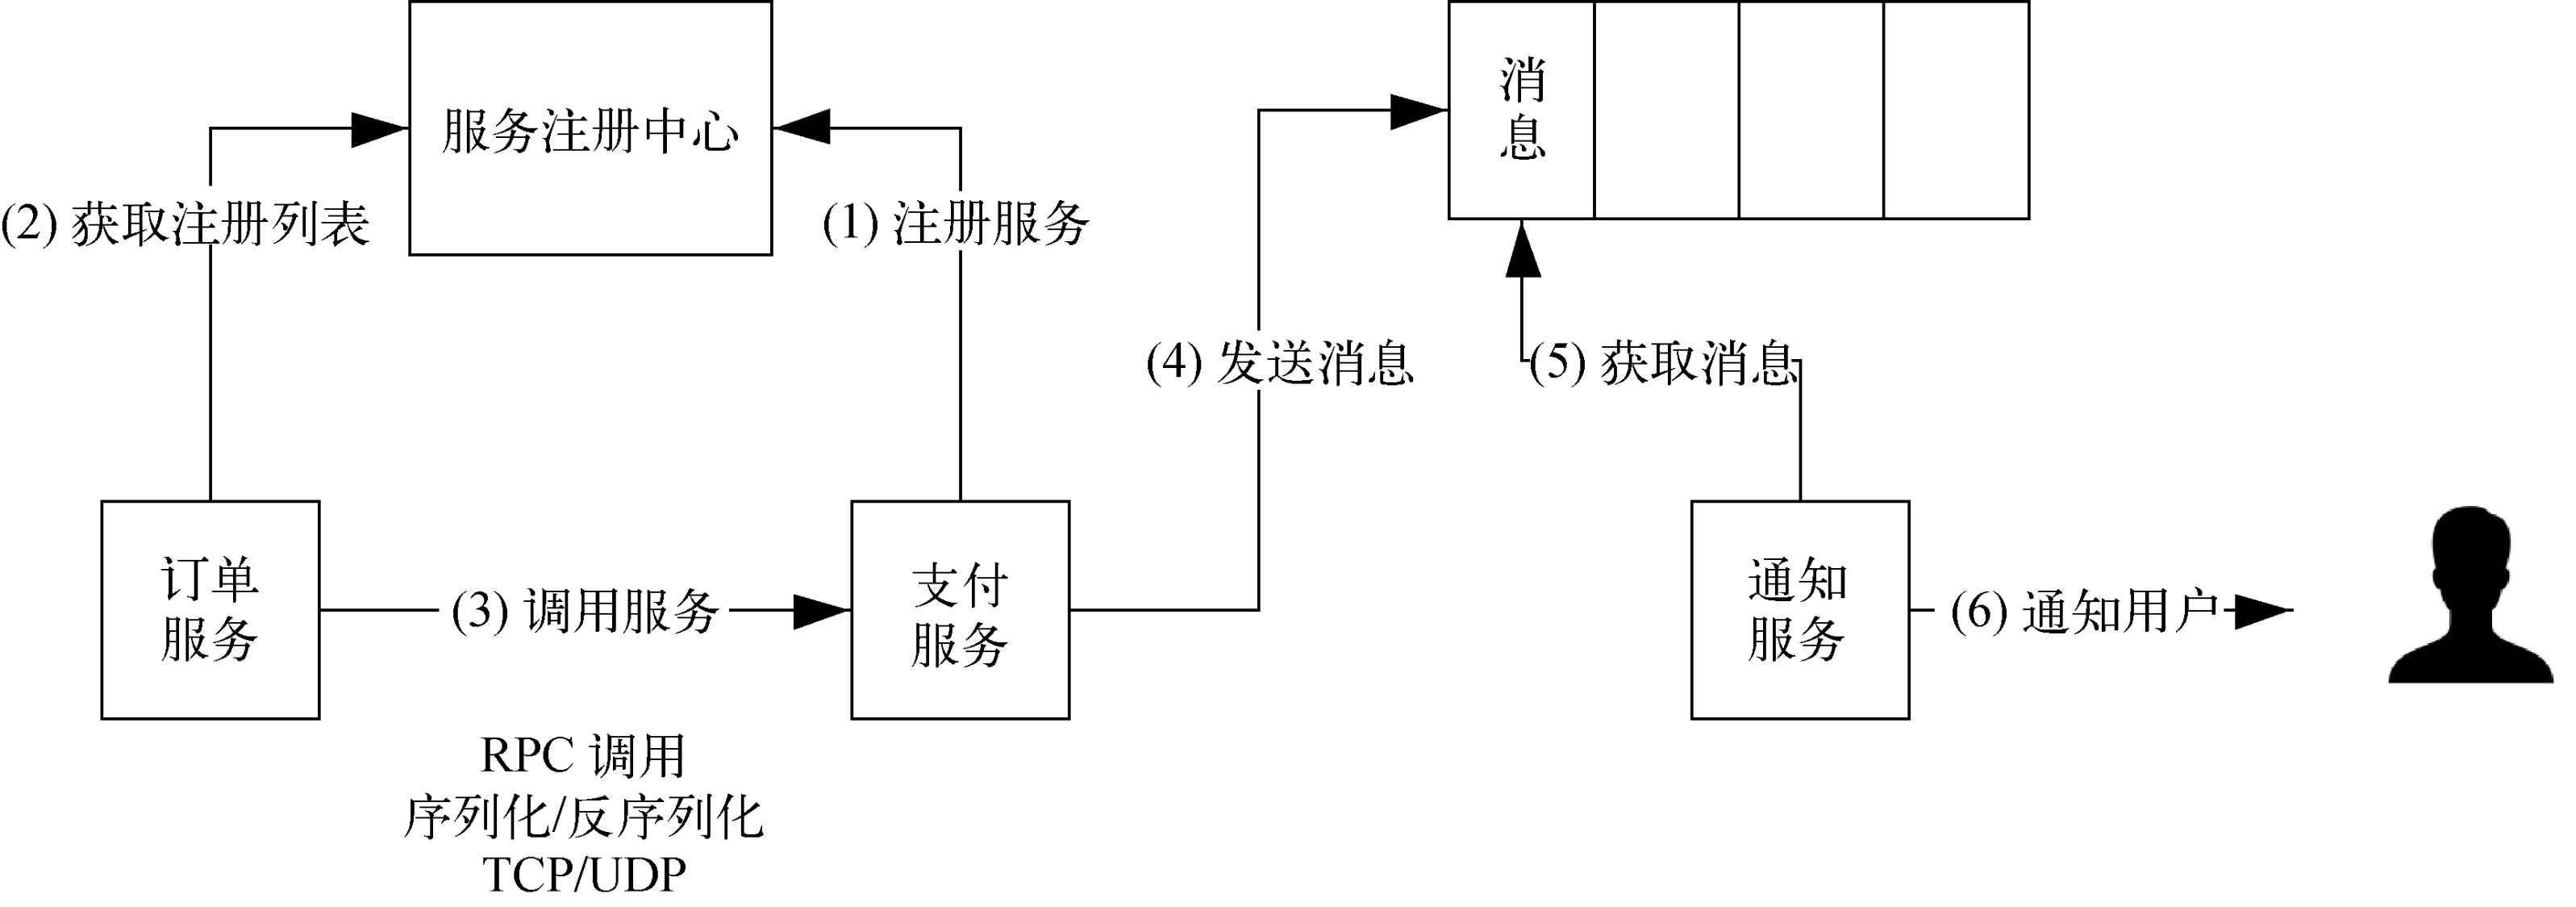 服务注册中心
消
息
(2) 获取注册列表
(1) 注册服务
(4) 发送消息
(5) 获取消息
订单
服务
(3) 调用服务
支付
服务
通知
服务
(6) 通知用户
RPC 调用
序列化/反序列化
TCP/UDP